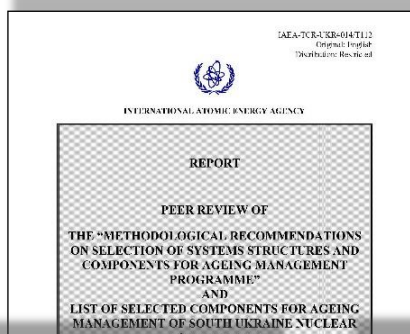 IAEA-TCR-UKR4014/T112
Original: English
Distribution: Restricted
INTERNATIONAL ATOMIC ENERGY AGENCY
REPORT
PEER REVIEW OF
THE “METHODOLOGICAL RECOMMENDATIONS
ON SELECTION OF SYSTEMS STRUCTURES AND
COMPONENTS FOR AGEING MANAGEMENT
PROGRAMME”
AND
LIST OF SELECTED COMPONENTS FOR AGEING
MANAGEMENT OF SOUTH UKRAINE NUCLEAR